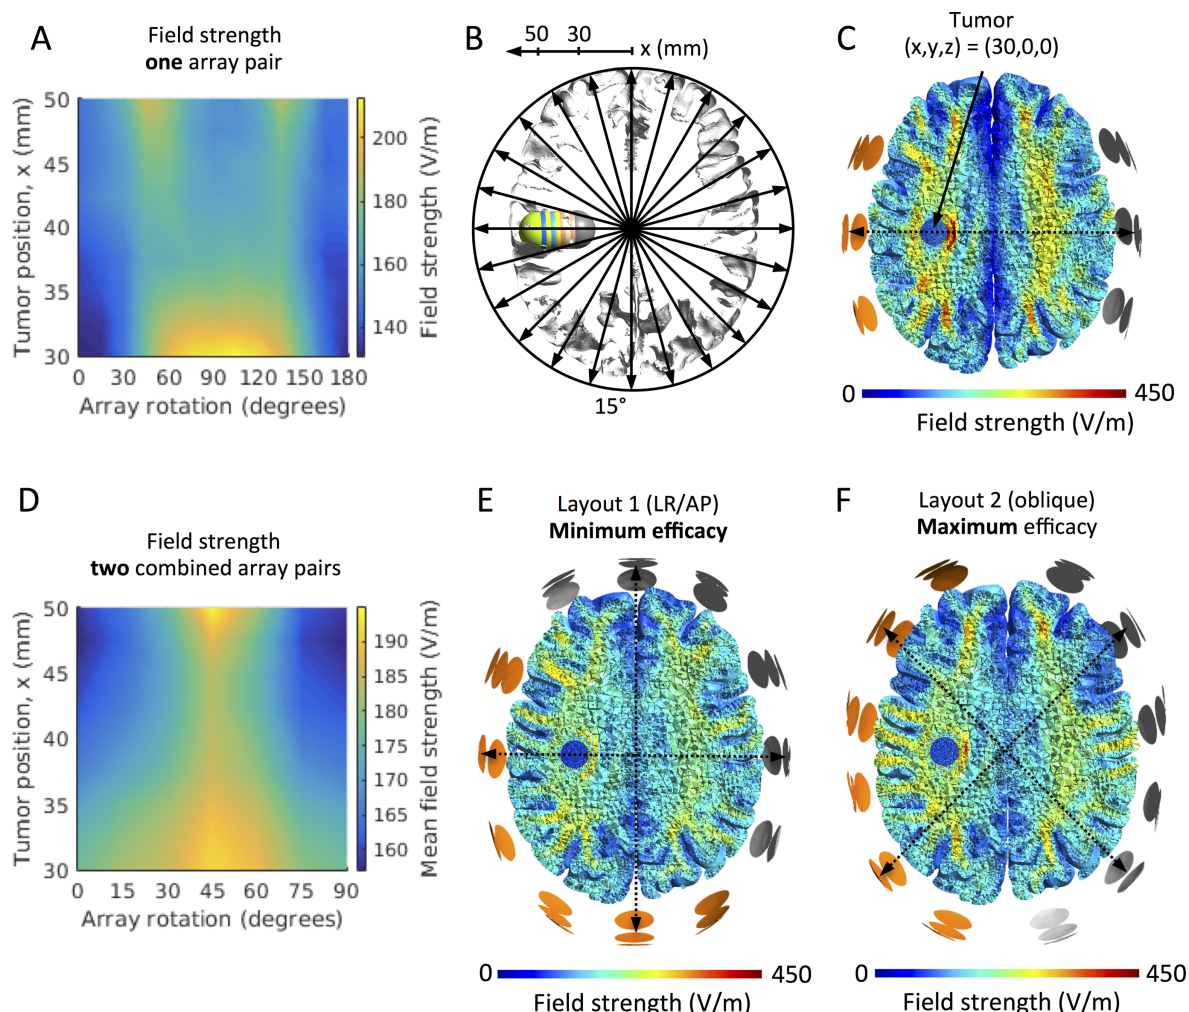 A
Field strength
one array pair
50
45
40
35
30
Tumor position, x (mm)
0 30 60 90 120 150 180
Array rotation (degrees)
200
180
160
140
Field strength (V/m)
B
50 30 x (mm)
15°
C
Tumor
(x,y,z) = (30,0,0)
0 450
Field strength (V/m)
D
Field strength
two combined array pairs
50
45
40
35
30
Tumor position, x (mm)
0 15 30 45 60 75 90
Array rotation (degrees)
190
185
180
175
170
165
160
Mean field strength (V/m)
E
Layout 1 (LR/AP)
Minimum efficacy
0 450
Field strength (V/m)
F
Layout 2 (oblique)
Maximum efficacy
0 450
Field strength (V/m)